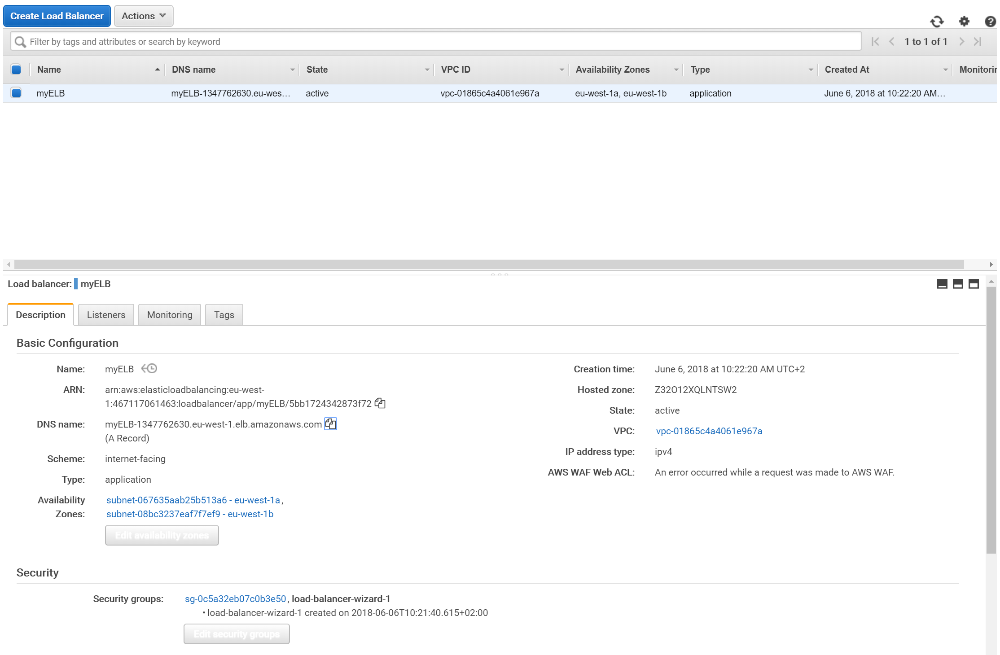 Create Load Balancer Actions
Filter by tags and attributes or search by keyword 1 to 1 of 1
Name DNS name State VPC ID Availability Zones Type Created At Monitorin
myELB myELB-1347762630.eu-wes... active vpc-01865c4a4061e967a eu-west-1a, eu-west-1b application June 6, 2018 at 10:22:20 AM...
Load balancer: myELB
Description Listeners Monitoring Tags
Basic Configuration
Name: myELB
ARN: arn:aws:elasticloadbalancing:eu-west-
1:467117061463:loadbalancer/app/myELB/5bb1724342873f72
DNS name: myELB-1347762630.eu-west-1.elb.amazonaws.com
(A Record)
Scheme: internet-facing
Type: application
Availability subnet-067635aab25b513a6 - eu-west-1a,
Zones: subnet-08bc3237eaf7f7ef9 - eu-west-1b
Edit availability zones
Creation time: June 6, 2018 at 10:22:20 AM UTC+2
Hosted zone: Z32O12XQLNTSW2
State: active
VPC: vpc-01865c4a4061e967a
IP address type: ipv4
AWS WAF Web ACL: An error occurred while a request was made to AWS WAF.
Security
Security groups: sg-0c5a32eb07c0b3e50, load-balancer-wizard-1
• load-balancer-wizard-1 created on 2018-06-06T10:21:40.615+02:00
Edit security groups